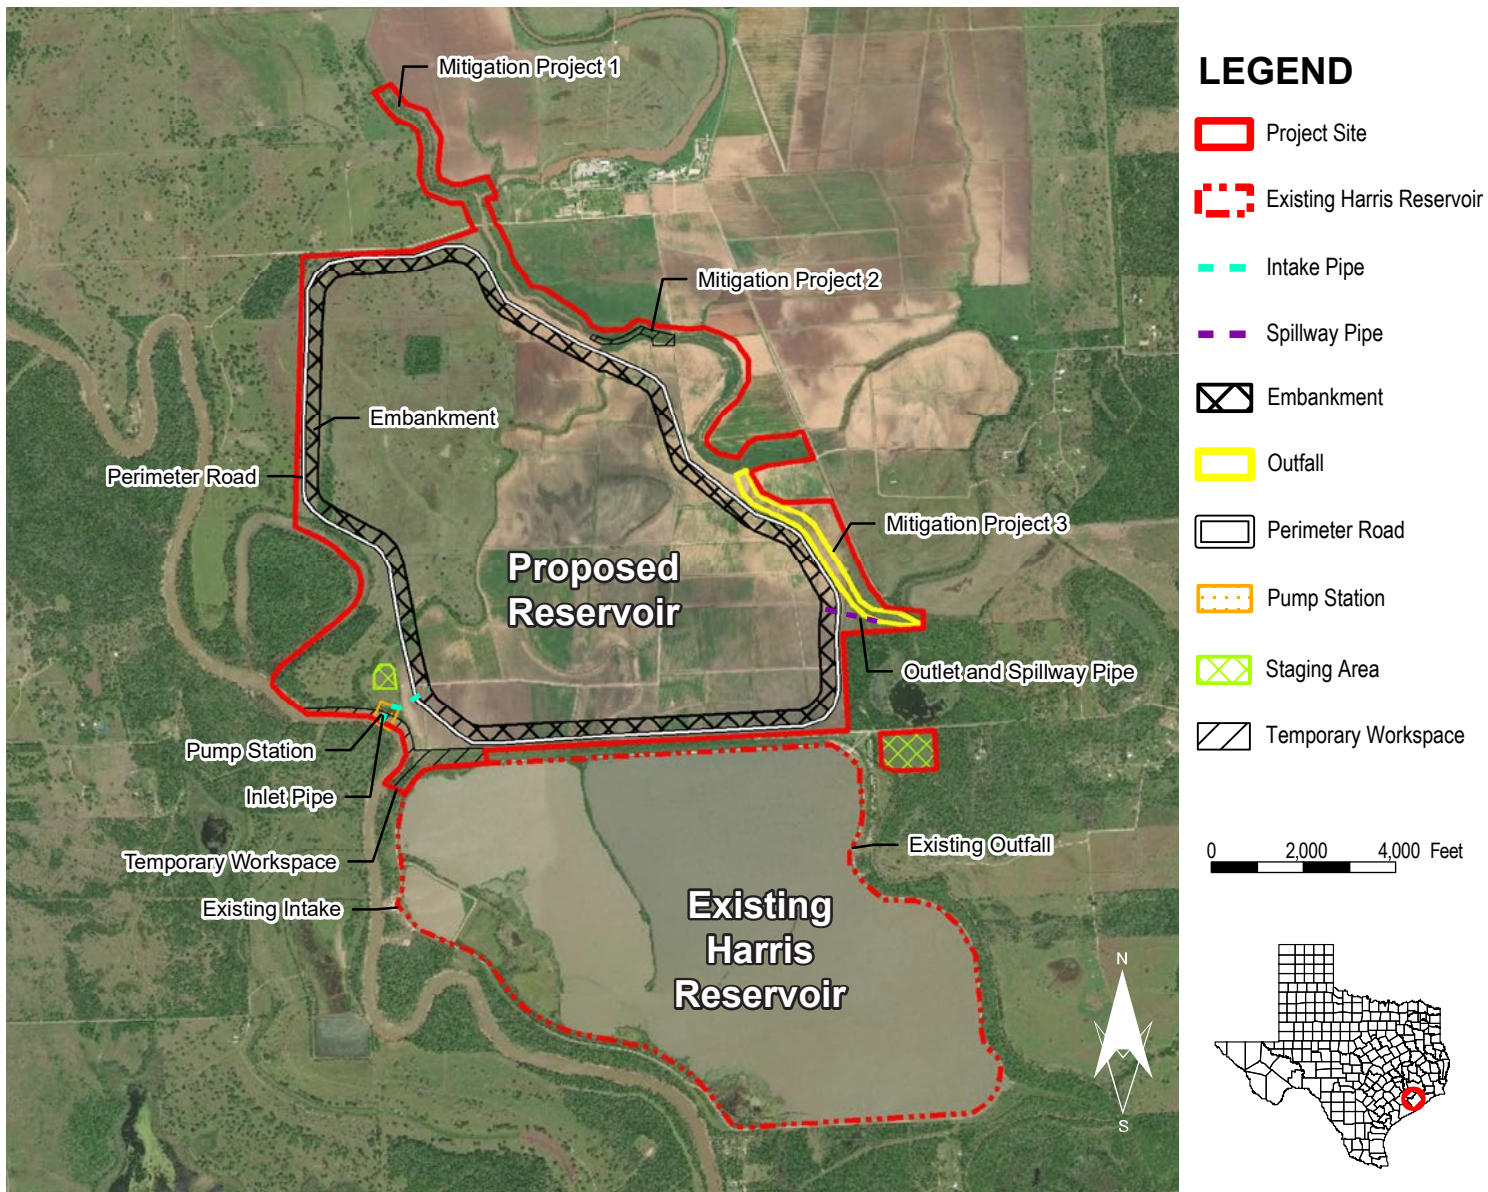 Mitigation Project 1
Mitigation Project 2
Embankment
Perimeter Road
Mitigation Project 3
Proposed
Reservoir
Outlet and Spillway Pipe
Pump Station
Inlet Pipe
Temporary Workspace
Existing Intake
Existing Outfall
Existing
Harris
Reservoir
N
S
LEGEND
Project Site
Existing Harris Reservoir
Intake Pipe
Spillway Pipe
Embankment
Outfall
Perimeter Road
Pump Station
Staging Area
Temporary Workspace
0 2,000 4,000 Feet